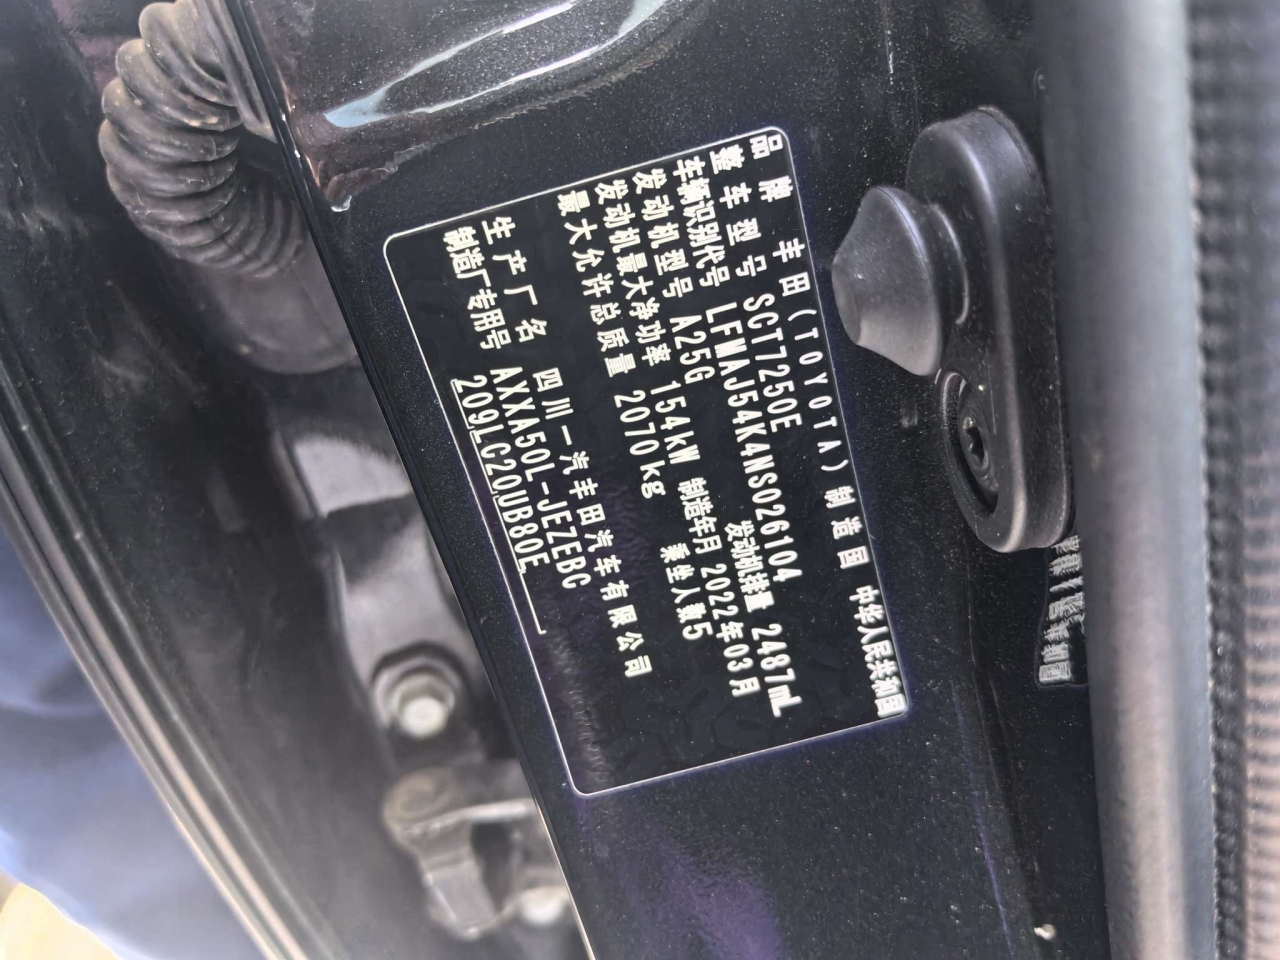 品牌 丰田(TOYOTA) 制造国 中华人民共和国
整车型号 SCT7250E
车辆识别代号 LFMAJ54K4NS026104
发动机型号 A25G 发动机排量 2487mL
发动机最大净功率 154kW 制造年月 2022年03月
最大允许总质量 2070kg 乘坐人数5
生产厂名 四川一汽丰田汽车有限公司
制造厂专用号 AXXA50L-JEZEBC
209LC20UB80E